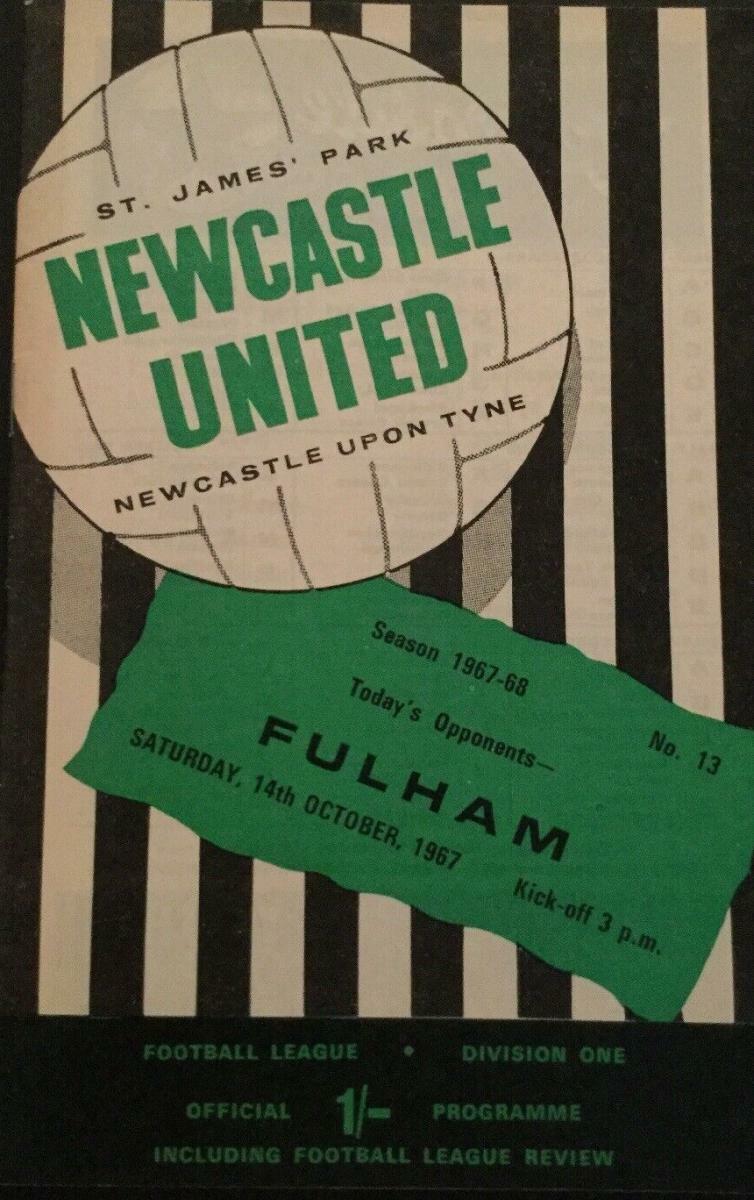 ST. JAMES' PARK
NEWCASTLE
UNITED
NEWCASTLE UPON TYNE
Season 1967-68
No. 13
Today's Opponents—
FULHAM
SATURDAY, 14th OCTOBER, 1967
Kick-off 3 p.m.
FOOTBALL LEAGUE • DIVISION ONE
OFFICIAL 1/- PROGRAMME
INCLUDING FOOTBALL LEAGUE REVIEW